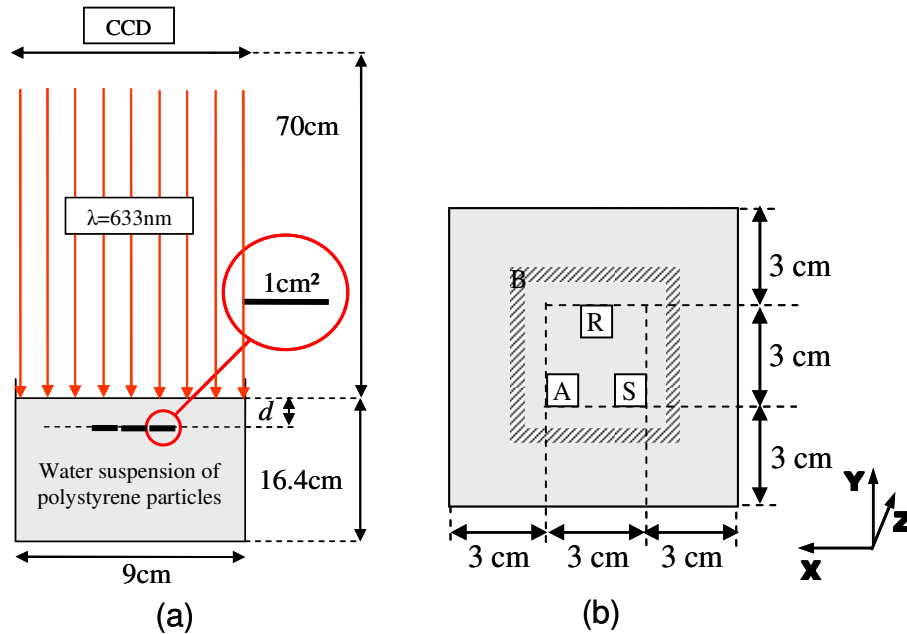 CCD
70cm
λ=633nm
1cm²
d
Water suspension of
polystyrene particles
16.4cm
9cm
(a)
B
R
A
S
3 cm
3 cm
3 cm
3 cm
3 cm
3 cm
Y
Z
X
(b)